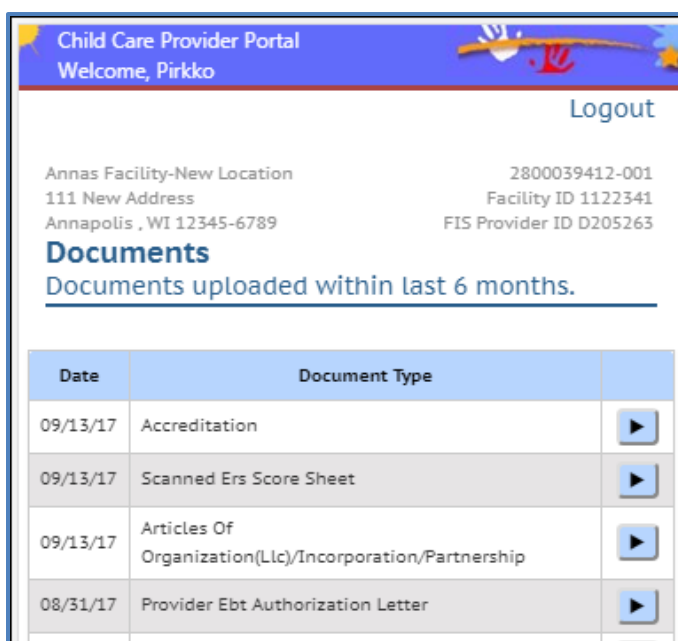 Child Care Provider Portal
Welcome, Pirkko
Logout
Annas Facility-New Location 2800039412-001
111 New Address Facility ID 1122341
Annapolis , WI 12345-6789 FIS Provider ID D205263
Documents
Documents uploaded within last 6 months.
Date Document Type
09/13/17 Accreditation
09/13/17 Scanned Ers Score Sheet
09/13/17 Articles Of
Organization(Llc)/Incorporation/Partnership
08/31/17 Provider Ebt Authorization Letter